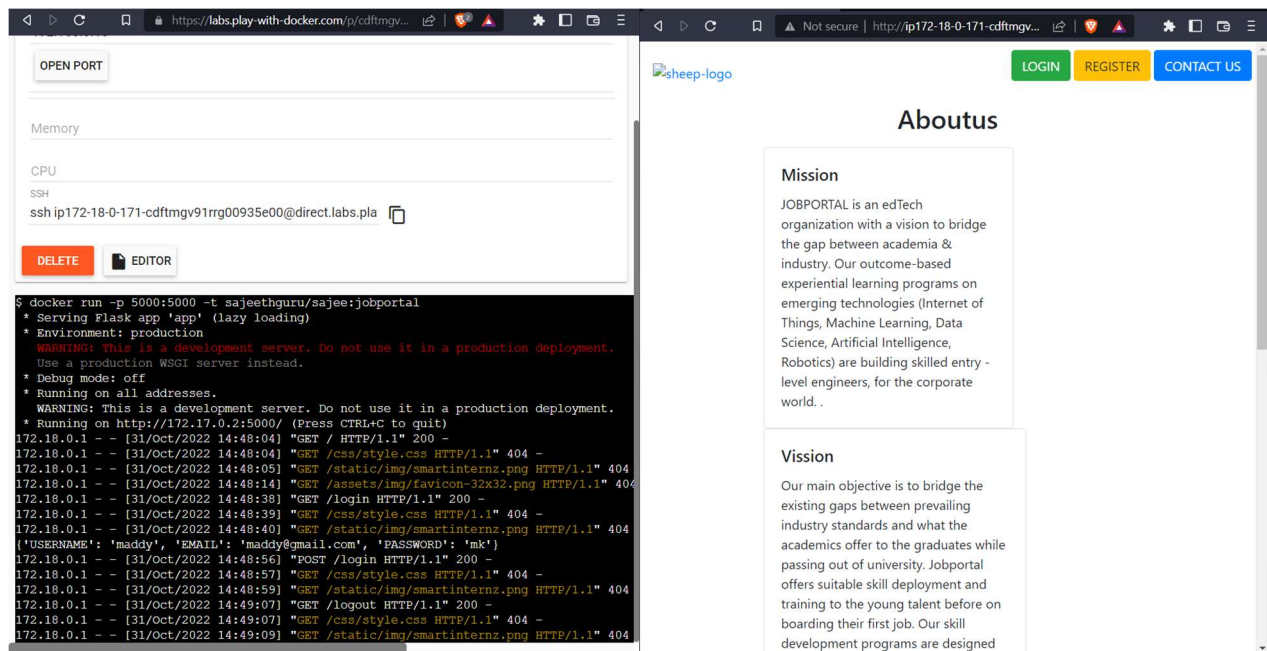 https://labs.play-with-docker.com/p/cdftmgv...
OPEN PORT
Memory
CPU
SSH
ssh ip172-18-0-171-cdftmgv91rrg00935e00@direct.labs.pla
DELETE
EDITOR
$ docker run -p 5000:5000 -t sajeethguru/sajee:jobportal
* Serving Flask app 'app' (lazy loading)
* Environment: production
WARNING: This is a development server. Do not use it in a production deployment.
Use a production WSGI server instead.
* Debug mode: off
* Running on all addresses.
WARNING: This is a development server. Do not use it in a production deployment.
* Running on http://172.17.0.2:5000/ (Press CTRL+C to quit)
172.18.0.1 - - [31/Oct/2022 14:48:04] "GET / HTTP/1.1" 200 -
172.18.0.1 - - [31/Oct/2022 14:48:04] "GET /css/style.css HTTP/1.1" 404 -
172.18.0.1 - - [31/Oct/2022 14:48:05] "GET /static/img/smartinternz.png HTTP/1.1" 404
172.18.0.1 - - [31/Oct/2022 14:48:14] "GET /assets/img/favicon-32x32.png HTTP/1.1" 404
172.18.0.1 - - [31/Oct/2022 14:48:38] "GET /login HTTP/1.1" 200 -
172.18.0.1 - - [31/Oct/2022 14:48:39] "GET /css/style.css HTTP/1.1" 404 -
172.18.0.1 - - [31/Oct/2022 14:48:40] "GET /static/img/smartinternz.png HTTP/1.1" 404
{'USERNAME': 'maddy', 'EMAIL': 'maddy@gmail.com', 'PASSWORD': 'mk'}
172.18.0.1 - - [31/Oct/2022 14:48:56] "POST /login HTTP/1.1" 200 -
172.18.0.1 - - [31/Oct/2022 14:48:57] "GET /css/style.css HTTP/1.1" 404 -
172.18.0.1 - - [31/Oct/2022 14:48:59] "GET /static/img/smartinternz.png HTTP/1.1" 404
172.18.0.1 - - [31/Oct/2022 14:49:07] "GET /logout HTTP/1.1" 200 -
172.18.0.1 - - [31/Oct/2022 14:49:07] "GET /css/style.css HTTP/1.1" 404 -
172.18.0.1 - - [31/Oct/2022 14:49:09] "GET /static/img/smartinternz.png HTTP/1.1" 404
Not secure | http://ip172-18-0-171-cdftmgv...
sheep-logo
LOGIN
REGISTER
CONTACT US
Aboutus
Mission
JOBPORTAL is an edTech
organization with a vision to bridge
the gap between academia &
industry. Our outcome-based
experiential learning programs on
emerging technologies (Internet of
Things, Machine Learning, Data
Science, Artificial Intelligence,
Robotics) are building skilled entry -
level engineers, for the corporate
world. .
Vission
Our main objective is to bridge the
existing gaps between prevailing
industry standards and what the
academics offer to the graduates while
passing out of university. Jobportal
offers suitable skill deployment and
training to the young talent before on
boarding their first job. Our skill
development programs are designed